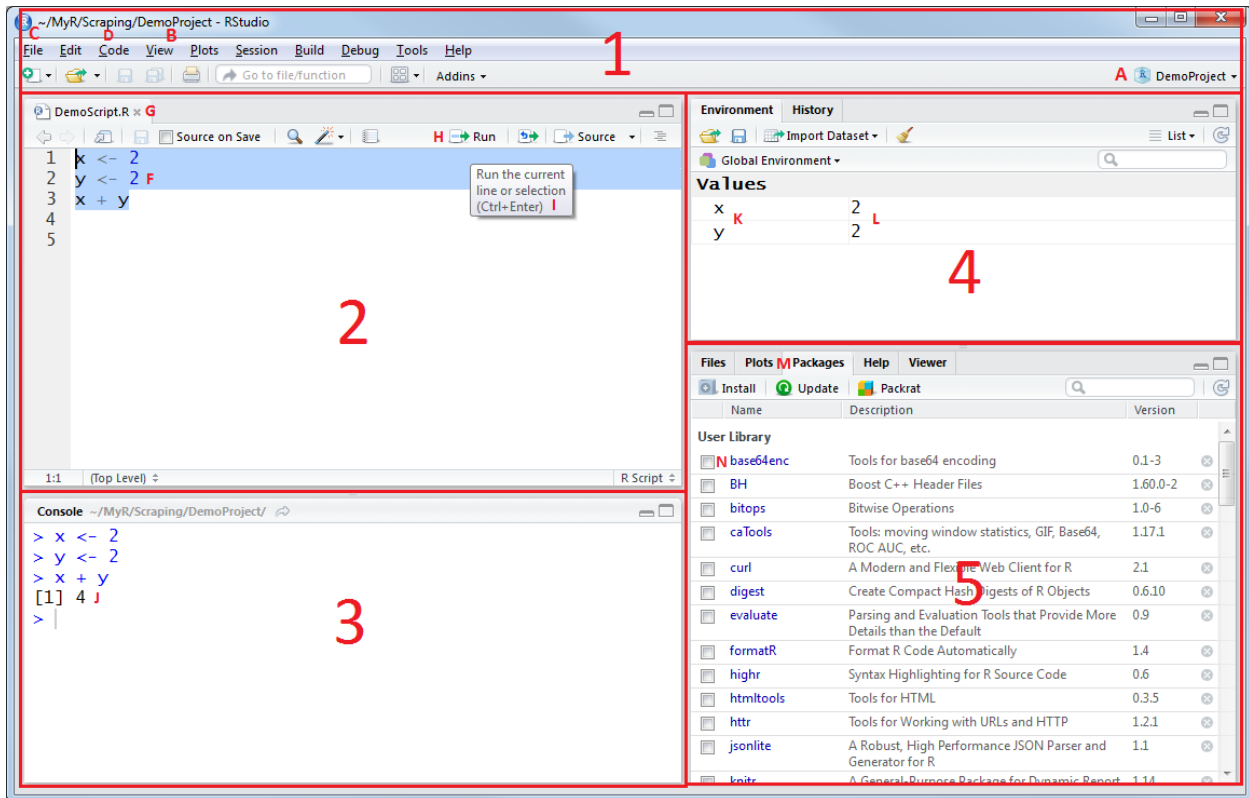 ~/MyR/Scraping/DemoProject - RStudio
C D B
File Edit Code View Plots Session Build Debug Tools Help
1
Go to file/function Addins
A DemoProject
DemoScript.R G
Source on Save H Run Source
1 x <- 2
2 y <- 2 F
3 x + y
4
5
Run the current
line or selection
(Ctrl+Enter) I
2
1:1 (Top Level) R Script
Console ~/MyR/Scraping/DemoProject/
> x <- 2
> y <- 2
> x + y
[1] 4 J
>
3
Environment History
Import Dataset List
Global Environment
Values
x 2
K L
y 2
4
Files Plots M Packages Help Viewer
Install Update Packrat
Name Description Version
User Library
N base64enc Tools for base64 encoding 0.1-3
BH Boost C++ Header Files 1.60.0-2
bitops Bitwise Operations 1.0-6
caTools Tools: moving window statistics, GIF, Base64, 1.17.1
ROC AUC, etc.
curl A Modern and Flexible Web Client for R 2.1
5
digest Create Compact Hash Digests of R Objects 0.6.10
evaluate Parsing and Evaluation Tools that Provide More 0.9
Details than the Default
formatR Format R Code Automatically 1.4
highr Syntax Highlighting for R Source Code 0.6
htmltools Tools for HTML 0.3.5
httr Tools for Working with URLs and HTTP 1.2.1
jsonlite A Robust, High Performance JSON Parser and 1.1
Generator for R
knitr A General-Purpose Package for Dynamic Report 1.14